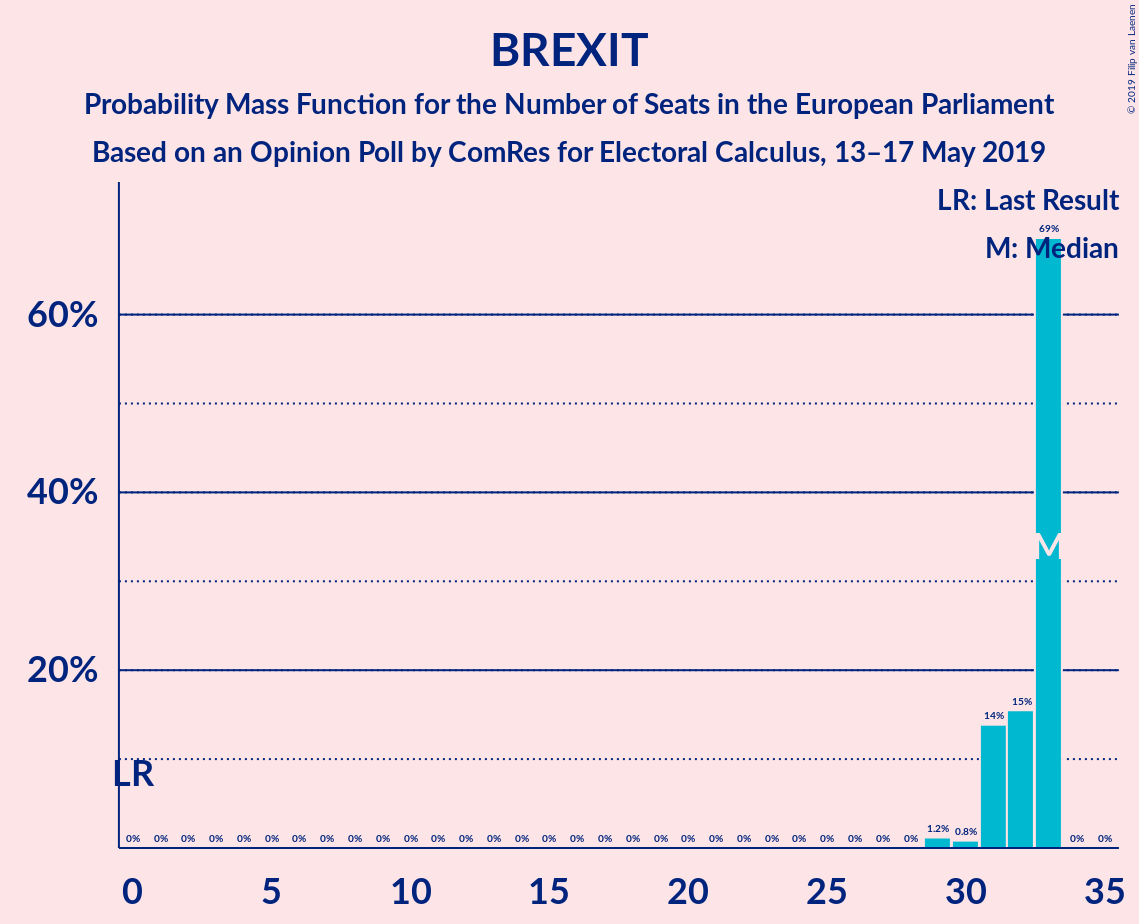 BREXIT
Probability Mass Function for the Number of Seats in the European Parliament
Based on an Opinion Poll by ComRes for Electoral Calculus, 13–17 May 2019
© 2019 Filip van Laenen
LR: Last Result
M: Median
69%
60%
40%
M
20%
15%
14%
LR
1.2%
0.8%
0% 0% 0% 0% 0% 0% 0% 0% 0% 0% 0% 0% 0% 0% 0% 0% 0% 0% 0% 0% 0% 0% 0% 0% 0% 0% 0% 0% 0% 0% 0%
0 5 10 15 20 25 30 35